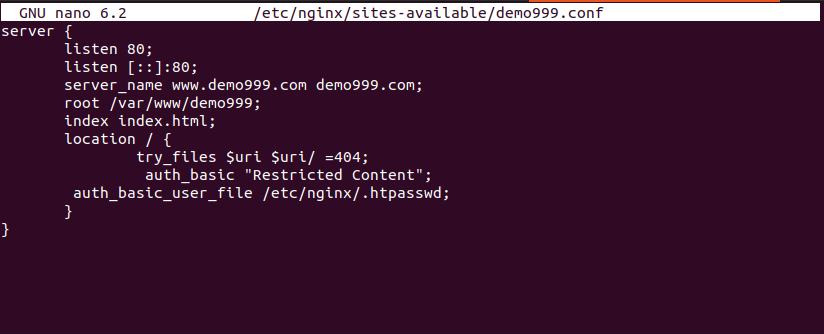 GNU nano 6.2 /etc/nginx/sites-available/demo999.conf
server {
listen 80;
listen [::]:80;
server_name www.demo999.com demo999.com;
root /var/www/demo999;
index index.html;
location / {
try_files $uri $uri/ =404;
auth_basic "Restricted Content";
auth_basic_user_file /etc/nginx/.htpasswd;
}
}